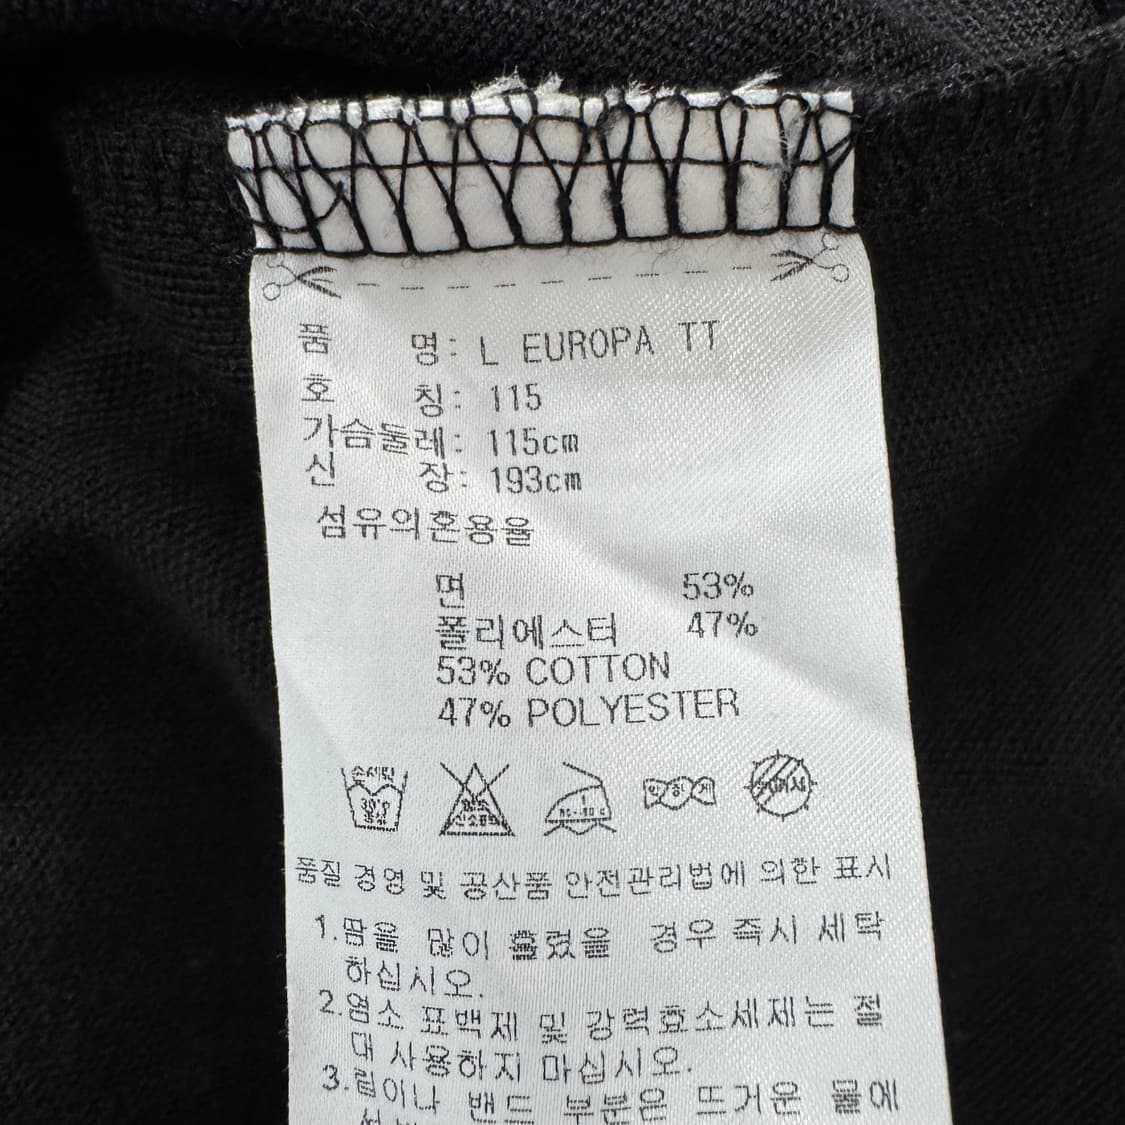 품 명: L EUROPA TT
호 칭: 115
가슴둘레: 115cm
신 장: 193cm
섬유의혼용율
면 53%
폴리에스터 47%
53% COTTON
47% POLYESTER
품질 경영 및 공산품 안전관리법에 의한 표시
1.땀을 많이 흘렸을 경우 즉시 세탁
하십시오.
2.염소 표백제 및 강력효소세제는 절
대 사용하지 마십시오.
3.립이나 밴드 부분은 뜨거운 물에